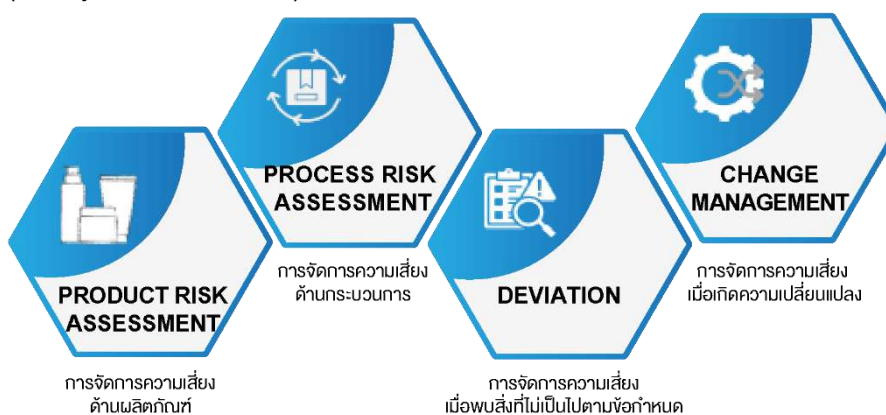 PRODUCT RISK
ASSESSMENT
การจัดการความเสี่ยง
ด้านผลิตภัณฑ์
PROCESS RISK
ASSESSMENT
การจัดการความเสี่ยง
ด้านกระบวนการ
DEVIATION
การจัดการความเสี่ยง
เมื่อพบสิ่งที่ไม่เป็นไปตามข้อกำหนด
CHANGE
MANAGEMENT
การจัดการความเสี่ยง
เมื่อเกิดความเปลี่ยนแปลง